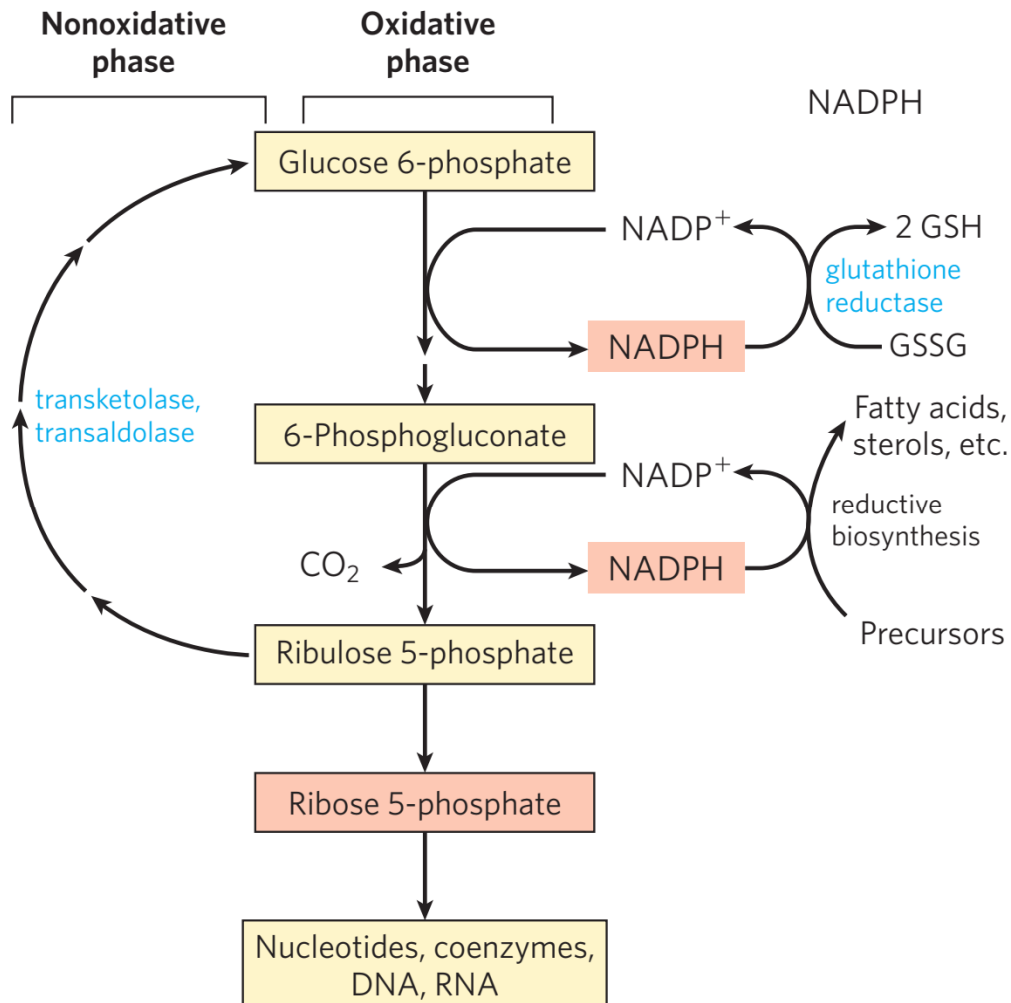 Nonoxidative
phase
Oxidative
phase
NADPH
Glucose 6-phosphate
NADP⁺
2 GSH
glutathione
reductase
NADPH
GSSG
transketolase,
transaldolase
6-Phosphogluconate
Fatty acids,
sterols, etc.
NADP⁺
reductive
biosynthesis
CO₂
NADPH
Precursors
Ribulose 5-phosphate
Ribose 5-phosphate
Nucleotides, coenzymes,
DNA, RNA